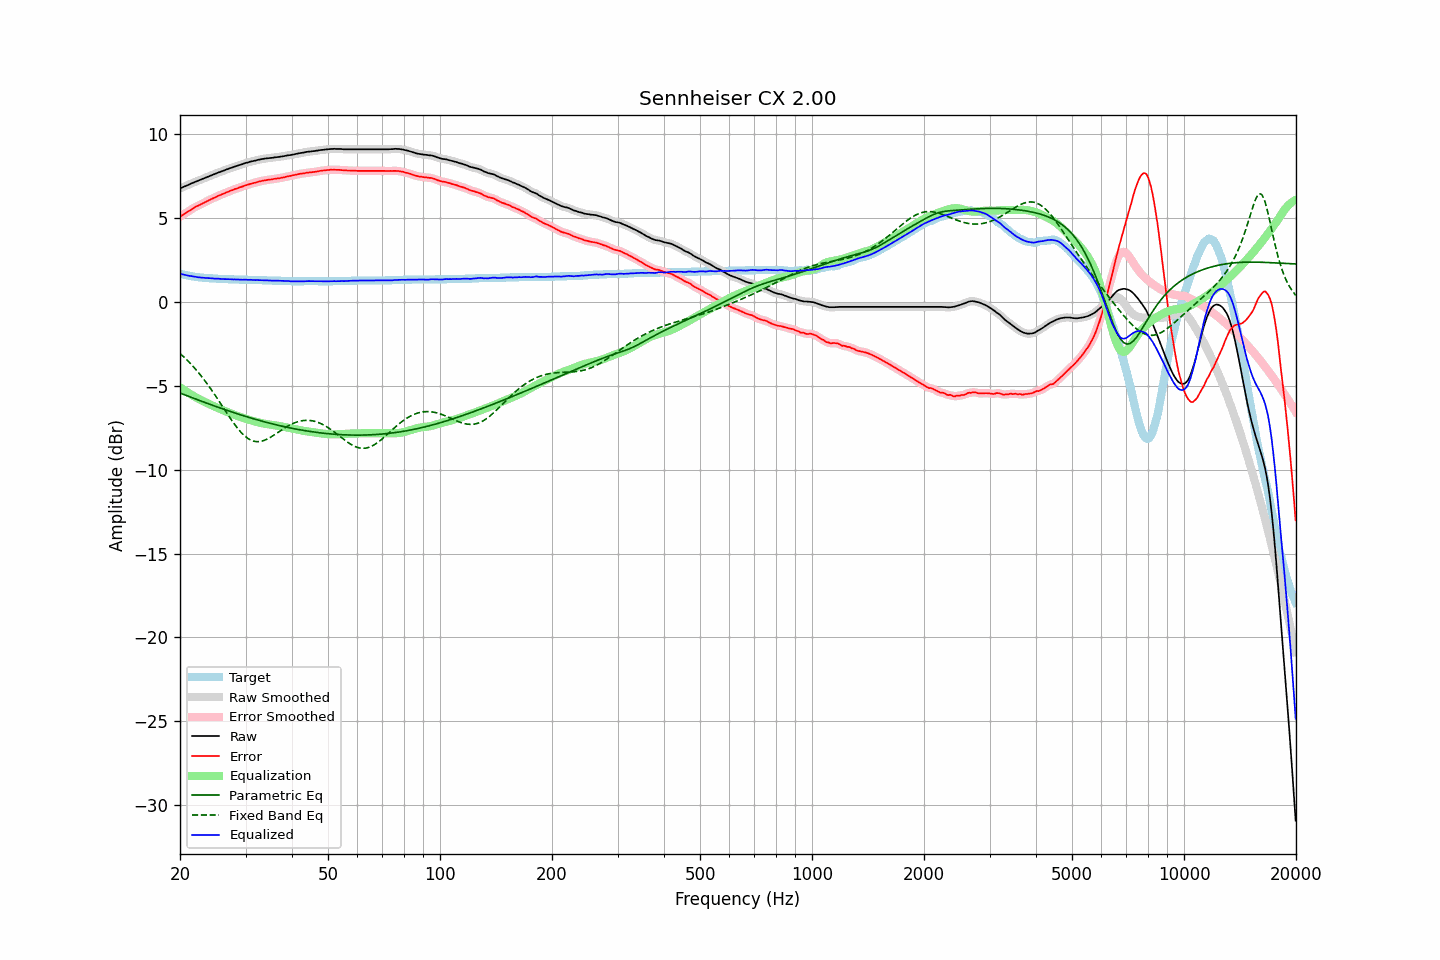 Sennheiser CX 2.00
10
5
0
−5
−10
−15
−20
−25
−30
Amplitude (dBr)
Target
Raw Smoothed
Error Smoothed
Raw
Error
Equalization
Parametric Eq
Fixed Band Eq
Equalized
20 50 100 200 500 1000 2000 5000 10000 20000
Frequency (Hz)